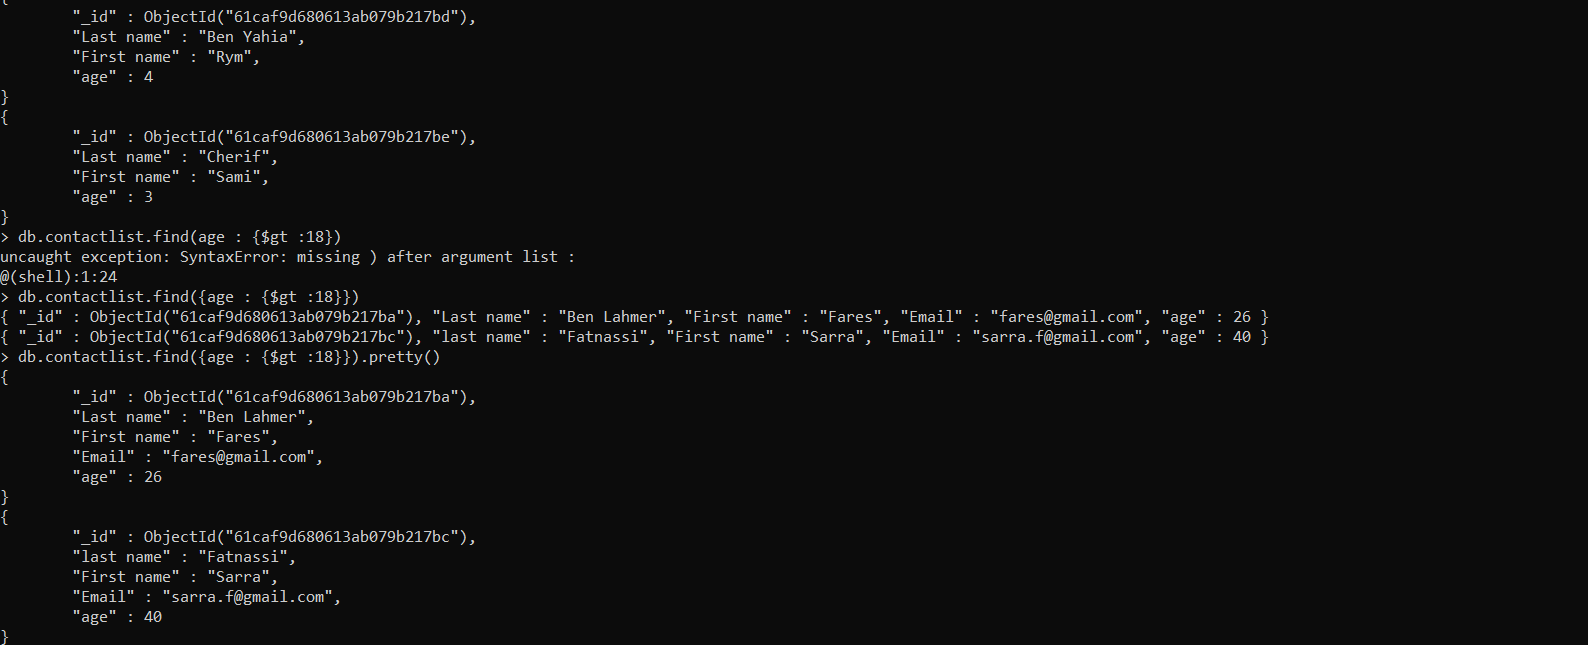 {
        "_id" : ObjectId("61caf9d680613ab079b217bd"),
        "Last name" : "Ben Yahia",
        "First name" : "Rym",
        "age" : 4
}
{
        "_id" : ObjectId("61caf9d680613ab079b217be"),
        "Last name" : "Cherif",
        "First name" : "Sami",
        "age" : 3
}
> db.contactlist.find(age : {$gt :18})
uncaught exception: SyntaxError: missing ) after argument list :
@(shell):1:24
> db.contactlist.find({age : {$gt :18}})
{ "_id" : ObjectId("61caf9d680613ab079b217ba"), "Last name" : "Ben Lahmer", "First name" : "Fares", "Email" : "fares@gmail.com", "age" : 26 }
{ "_id" : ObjectId("61caf9d680613ab079b217bc"), "last name" : "Fatnassi", "First name" : "Sarra", "Email" : "sarra.f@gmail.com", "age" : 40 }
> db.contactlist.find({age : {$gt :18}}).pretty()
{
        "_id" : ObjectId("61caf9d680613ab079b217ba"),
        "Last name" : "Ben Lahmer",
        "First name" : "Fares",
        "Email" : "fares@gmail.com",
        "age" : 26
}
{
        "_id" : ObjectId("61caf9d680613ab079b217bc"),
        "last name" : "Fatnassi",
        "First name" : "Sarra",
        "Email" : "sarra.f@gmail.com",
        "age" : 40
}